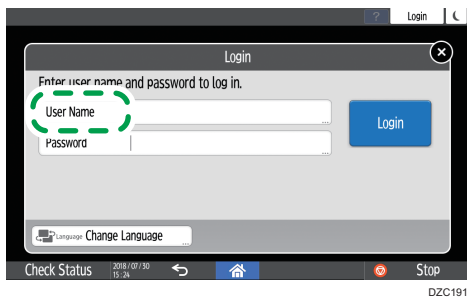 ? Login
Login
Enter user name and password to log in.
User Name
...
Login
Password
...
Language Change Language
...
Check Status 2018/07/30 15:24 Stop
DZC191